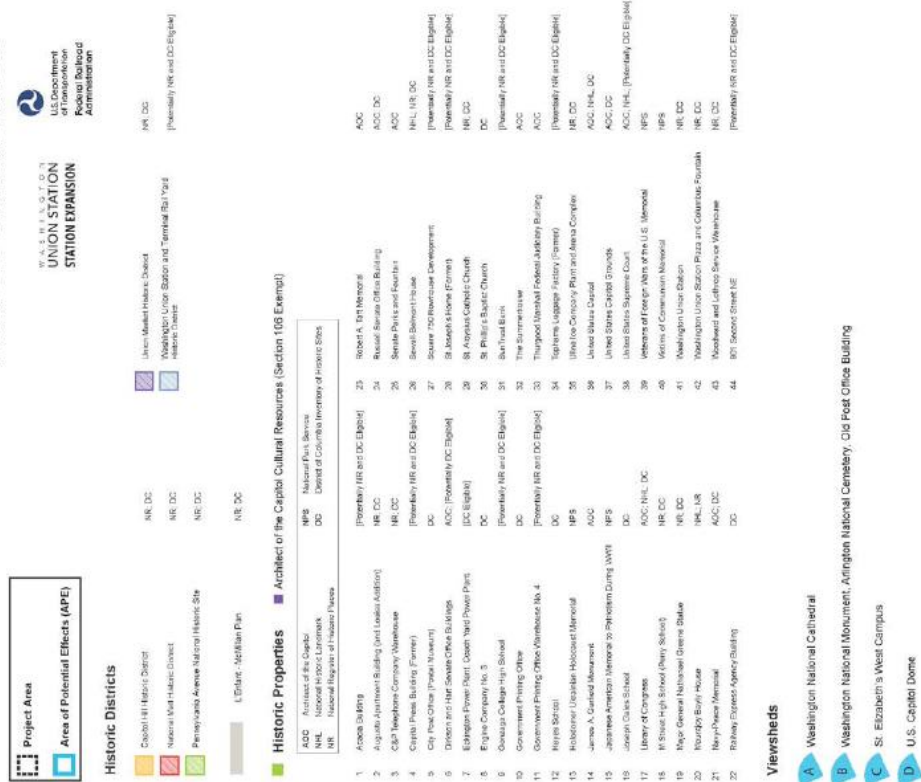 Project Area
Area of Potential Effects (APE)
WASHINGTON
UNION STATION
STATION EXPANSION
U.S. Department
of Transportation
Federal Railroad
Administration
Historic Districts
Capitol Hill Historic District NR; DC
National Mall Historic District NR; DC
Pennsylvania Avenue National Historic Site NR; DC
L'Enfant - McMillan Plan NR; DC
Union Market Historic District NR; DC
Washington Union Station and Terminal Rail Yard [Potentially NR and DC Eligible]
Historic District
Historic Properties Architect of the Capitol Cultural Resources (Section 106 Exempt)
AOC Architect of the Capitol NPS National Park Service
NHL National Historic Landmark DC District of Columbia Inventory of Historic Sites
NR National Register of Historic Places
1 Acacia Building [Potentially NR and DC Eligible]
2 Augusta Apartment Building (and Louisa Addition) NR; DC
3 C&P Telephone Company Warehouse NR; DC
4 Capital Press Building (Former) [Potentially NR and DC Eligible]
5 City Post Office (Postal Museum) DC
6 Dirksen and Hart Senate Office Buildings AOC; [Potentially DC Eligible]
7 Eckington Power Plant; Coach Yard Power Plant [DC Eligible]
8 Engine Company No. 3 DC
9 Gonzaga College High School [Potentially NR and DC Eligible]
10 Government Printing Office DC
11 Government Printing Office Warehouse No. 4 [Potentially NR and DC Eligible]
12 Hayes School DC
13 Holodomor Ukrainian Holocaust Memorial NPS
14 James A. Garfield Monument AOC
15 Japanese American Memorial to Patriotism During WWII NPS
16 Joseph Gales School DC
17 Library of Congress AOC; NHL; DC
18 M Street High School (Perry School) NR; DC
19 Major General Nathanael Greene Statue NR; DC
20 Mountjoy Bayly House NHL; NR
21 Navy-Peace Memorial AOC; DC
22 Railway Express Agency Building DC
23 Robert A. Taft Memorial AOC
24 Russell Senate Office Building AOC; DC
25 Senate Parks and Fountain AOC
26 Sewall-Belmont House NHL; NR; DC
27 Square 750 Rowhouse Development [Potentially NR and DC Eligible]
28 St. Joseph's Home (Former) [Potentially NR and DC Eligible]
29 St. Aloysius Catholic Church NR; DC
30 St. Phillip's Baptist Church DC
31 SunTrust Bank [Potentially NR and DC Eligible]
32 The Summerhouse AOC
33 Thurgood Marshall Federal Judiciary Building AOC
34 Topham's Luggage Factory (Former) [Potentially NR and DC Eligible]
35 Uline Ice Company Plant and Arena Complex NR; DC
36 United States Capitol AOC; NHL; DC
37 United States Capitol Grounds AOC; DC
38 United States Supreme Court AOC; NHL; [Potentially DC Eligible]
39 Veterans of Foreign Wars of the U.S. Memorial NPS
40 Victims of Communism Memorial NPS
41 Washington Union Station NR; DC
42 Washington Union Station Plaza and Columbus Fountain NR; DC
43 Woodward and Lothrop Service Warehouse NR; DC
44 901 Second Street NE [Potentially NR and DC Eligible]
Viewsheds
A Washington National Cathedral
B Washington National Monument, Arlington National Cemetery, Old Post Office Building
C St. Elizabeth's West Campus
D U.S. Capitol Dome